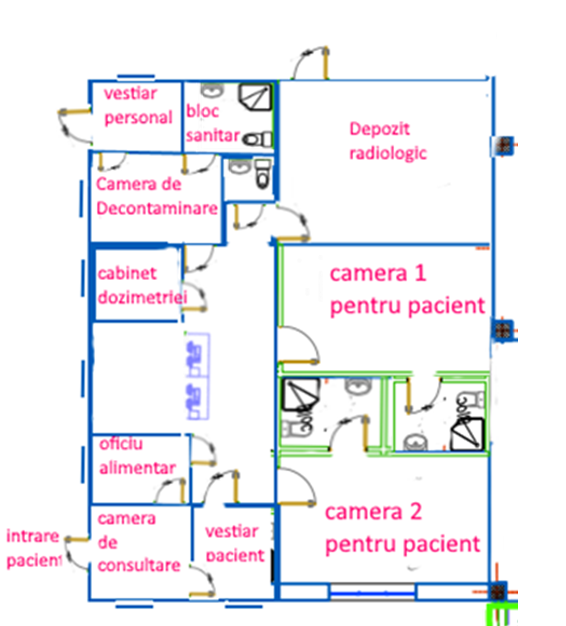 vestiar
personal
bloc
sanitar
Depozit
radiologic
Camera de
Decontaminare
cabinet
dozimetriei
camera 1
pentru pacient
oficiu
alimentar
camera 2
pentru pacient
intrare
pacient
camera
de
consultare
vestiar
pacient